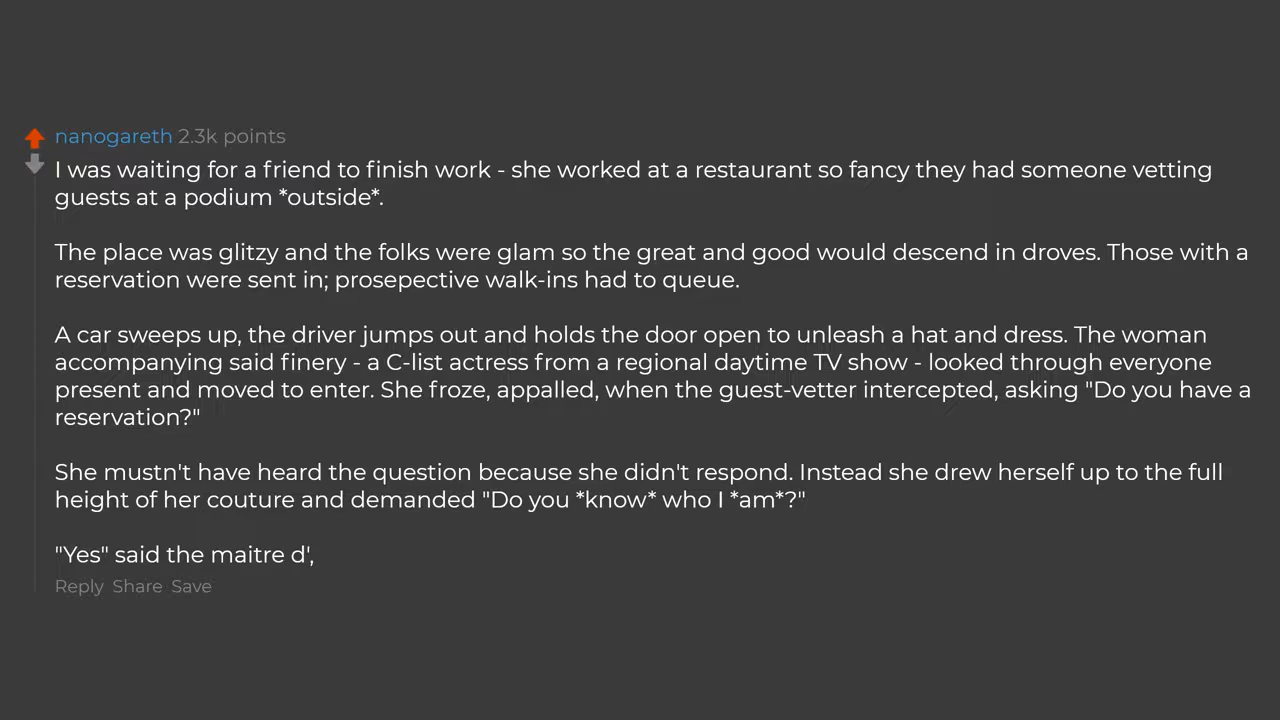 nanogareth 2.3k points
I was waiting for a friend to finish work - she worked at a restaurant so fancy they had someone vetting
guests at a podium *outside*.
The place was glitzy and the folks were glam so the great and good would descend in droves. Those with a
reservation were sent in; prosepective walk-ins had to queue.
A car sweeps up, the driver jumps out and holds the door open to unleash a hat and dress. The woman
accompanying said finery - a C-list actress from a regional daytime TV show - looked through everyone
present and moved to enter. She froze, appalled, when the guest-vetter intercepted, asking "Do you have a
reservation?"
She mustn't have heard the question because she didn't respond. Instead she drew herself up to the full
height of her couture and demanded "Do you *know* who I *am*?"
"Yes" said the maitre d',
Reply Share Save